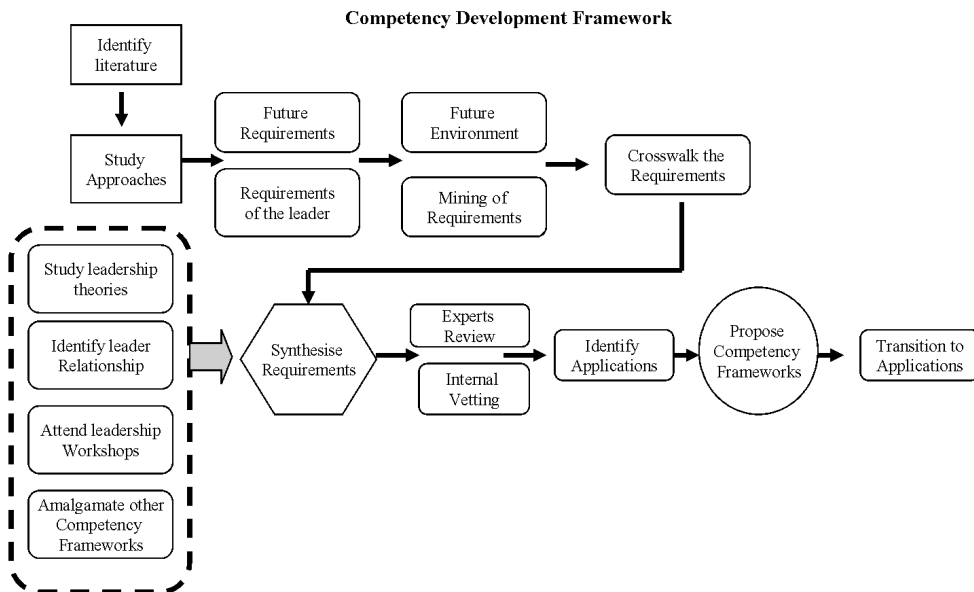 Competency Development Framework
Identify
literature
Study
Approaches
Future
Requirements
Requirements
of the leader
Future
Environment
Mining of
Requirements
Crosswalk the
Requirements
Study leadership
theories
Identify leader
Relationship
Attend leadership
Workshops
Amalgamate other
Competency
Frameworks
Synthesise
Requirements
Experts
Review
Internal
Vetting
Identify
Applications
Propose
Competency
Frameworks
Transition to
Applications